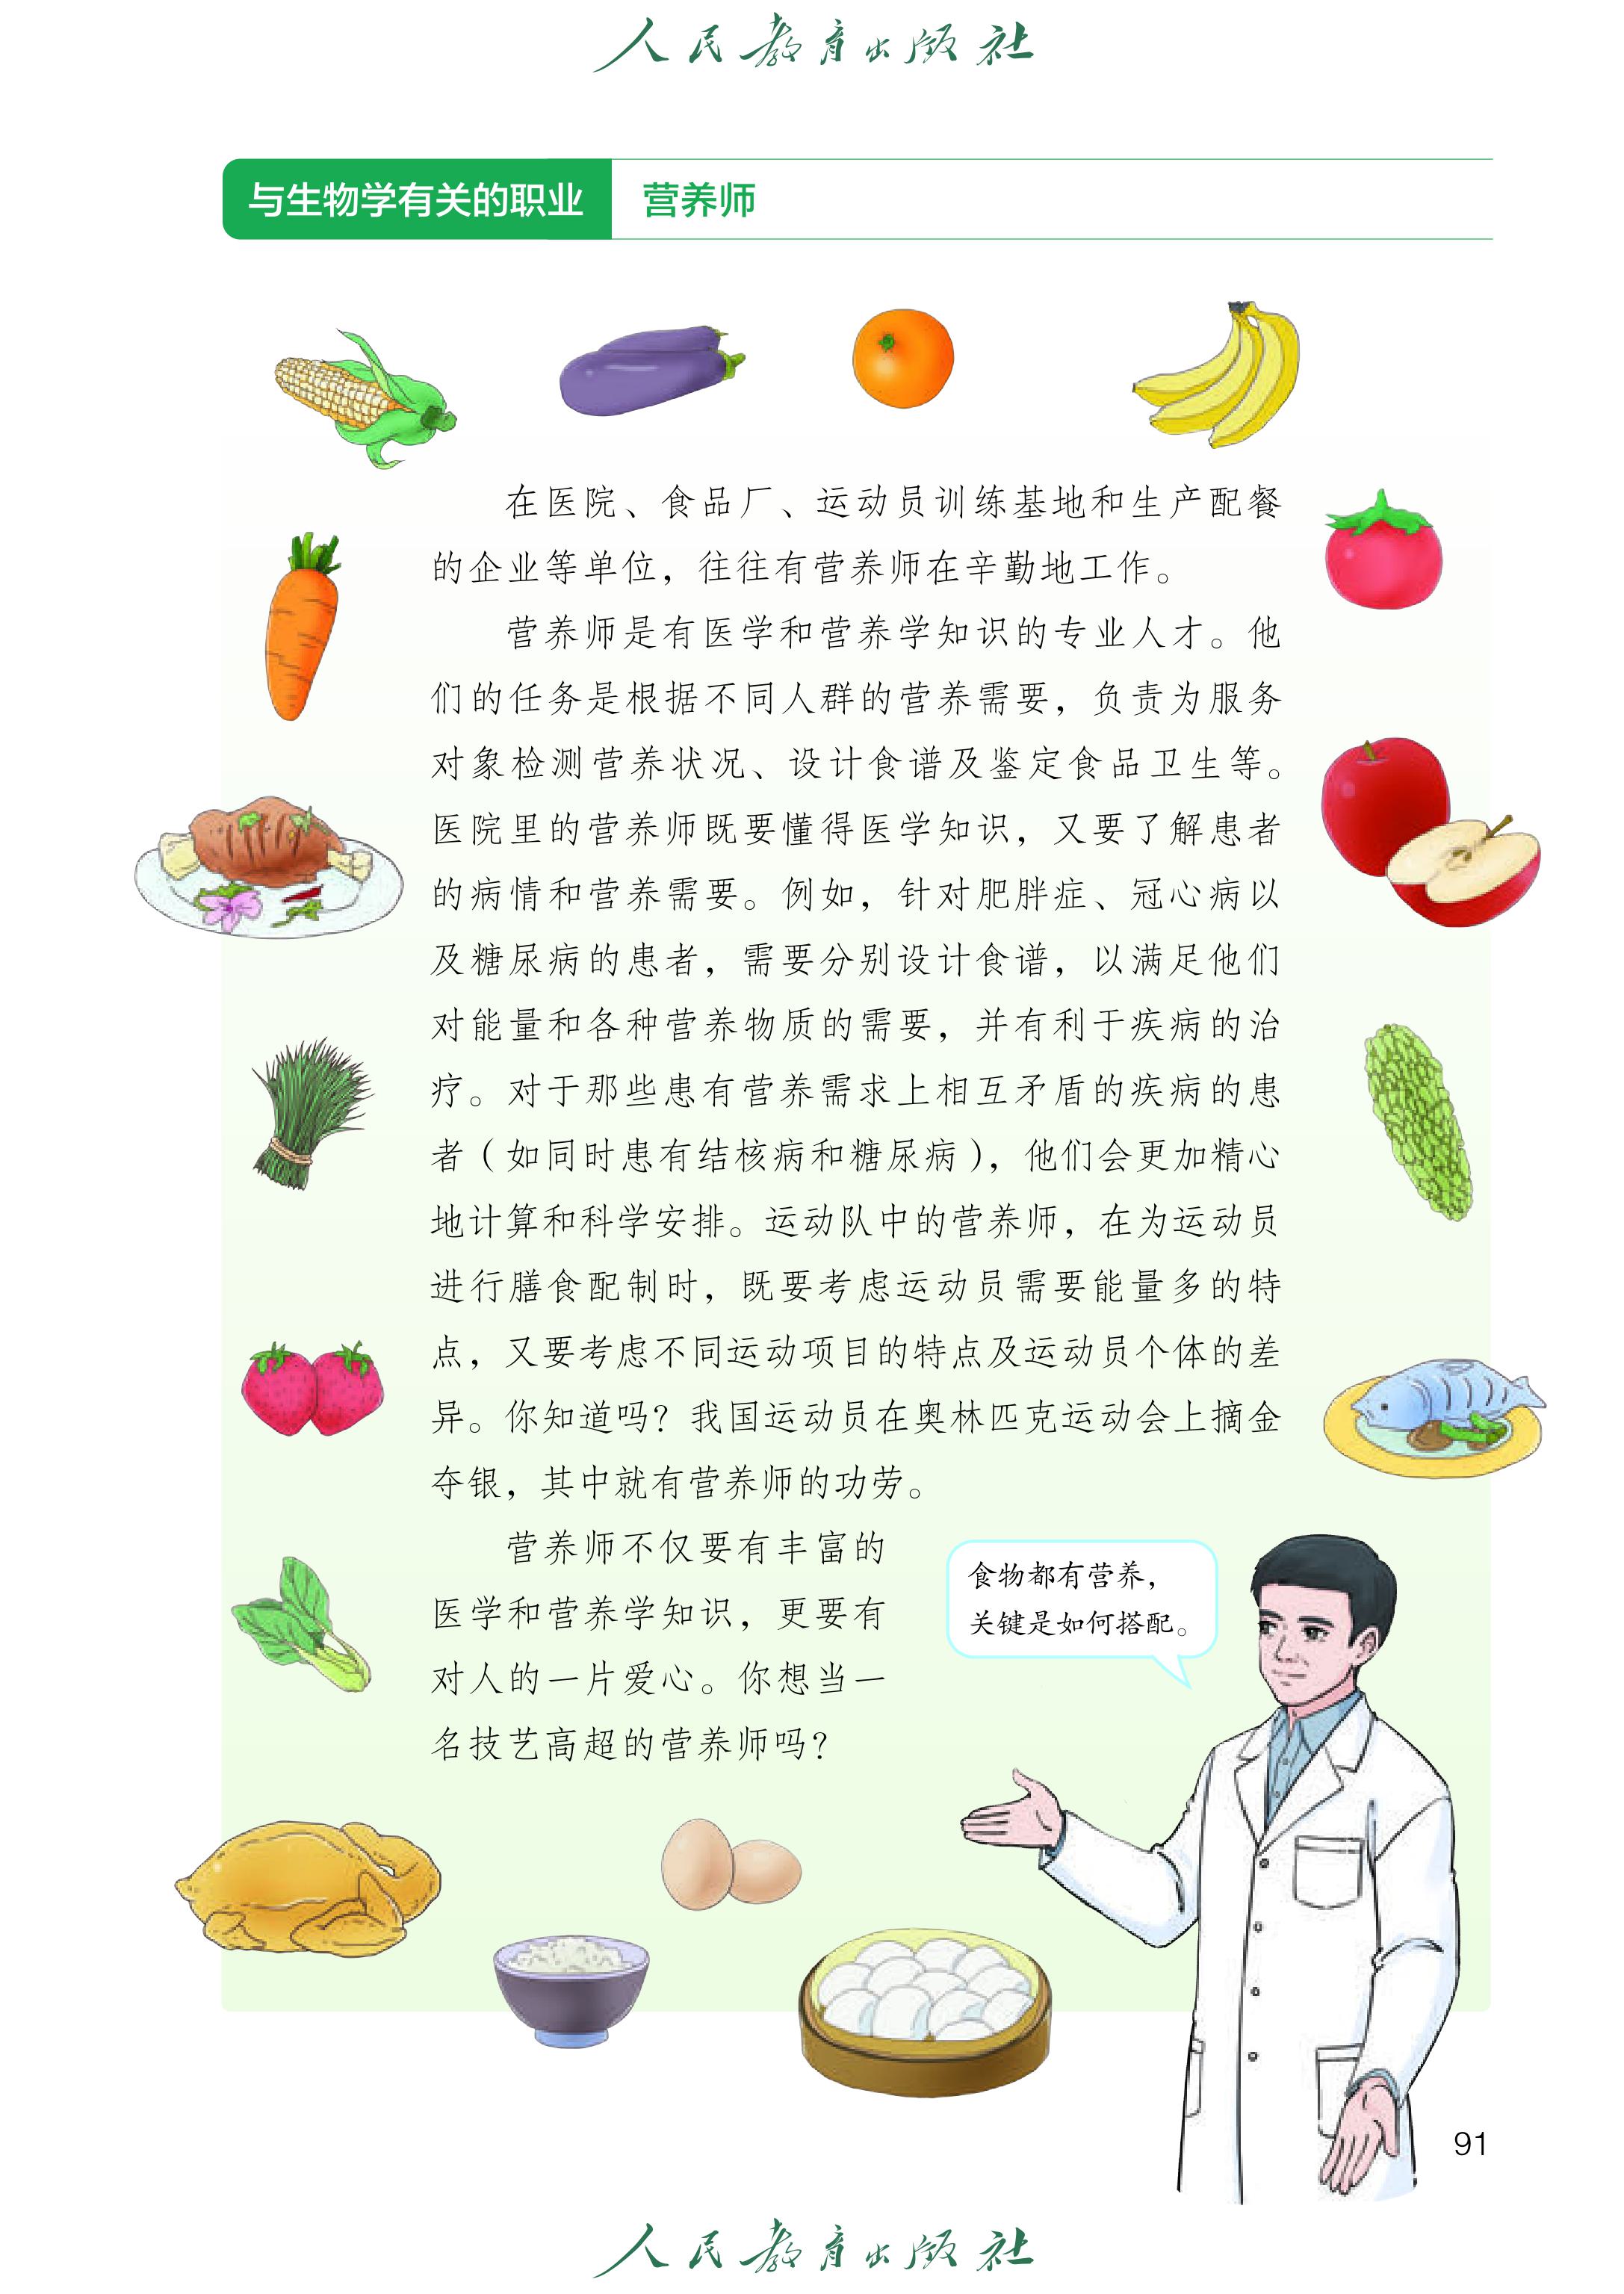 人民教育出版社
与生物学有关的职业 营养师
在医院、食品厂、运动员训练基地和生产配餐
的企业等单位，往往有营养师在辛勤地工作。
营养师是有医学和营养学知识的专业人才。他
们的任务是根据不同人群的营养需要，负责为服务
对象检测营养状况、设计食谱及鉴定食品卫生等。
医院里的营养师既要懂得医学知识，又要了解患者
的病情和营养需要。例如，针对肥胖症、冠心病以
及糖尿病的患者，需要分别设计食谱，以满足他们
对能量和各种营养物质的需要，并有利于疾病的治
疗。对于那些患有营养需求上相互矛盾的疾病的患
者（如同时患有结核病和糖尿病），他们会更加精心
地计算和科学安排。运动队中的营养师，在为运动员
进行膳食配制时，既要考虑运动员需要能量多的特
点，又要考虑不同运动项目的特点及运动员个体的差
异。你知道吗？我国运动员在奥林匹克运动会上摘金
夺银，其中就有营养师的功劳。
营养师不仅要有丰富的
医学和营养学知识，更要有
对人的一片爱心。你想当一
名技艺高超的营养师吗？
食物都有营养，
关键是如何搭配。
91
人民教育出版社